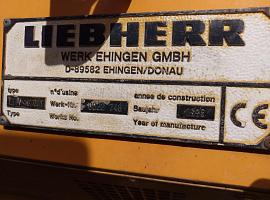 LIEBHERR
WERK EHINGEN GMBH
D-89582 EHINGEN/DONAU
type n°d'usine année de construction
Werk-Nr. Baujahr
Type Works No. Year of manufacture
CE